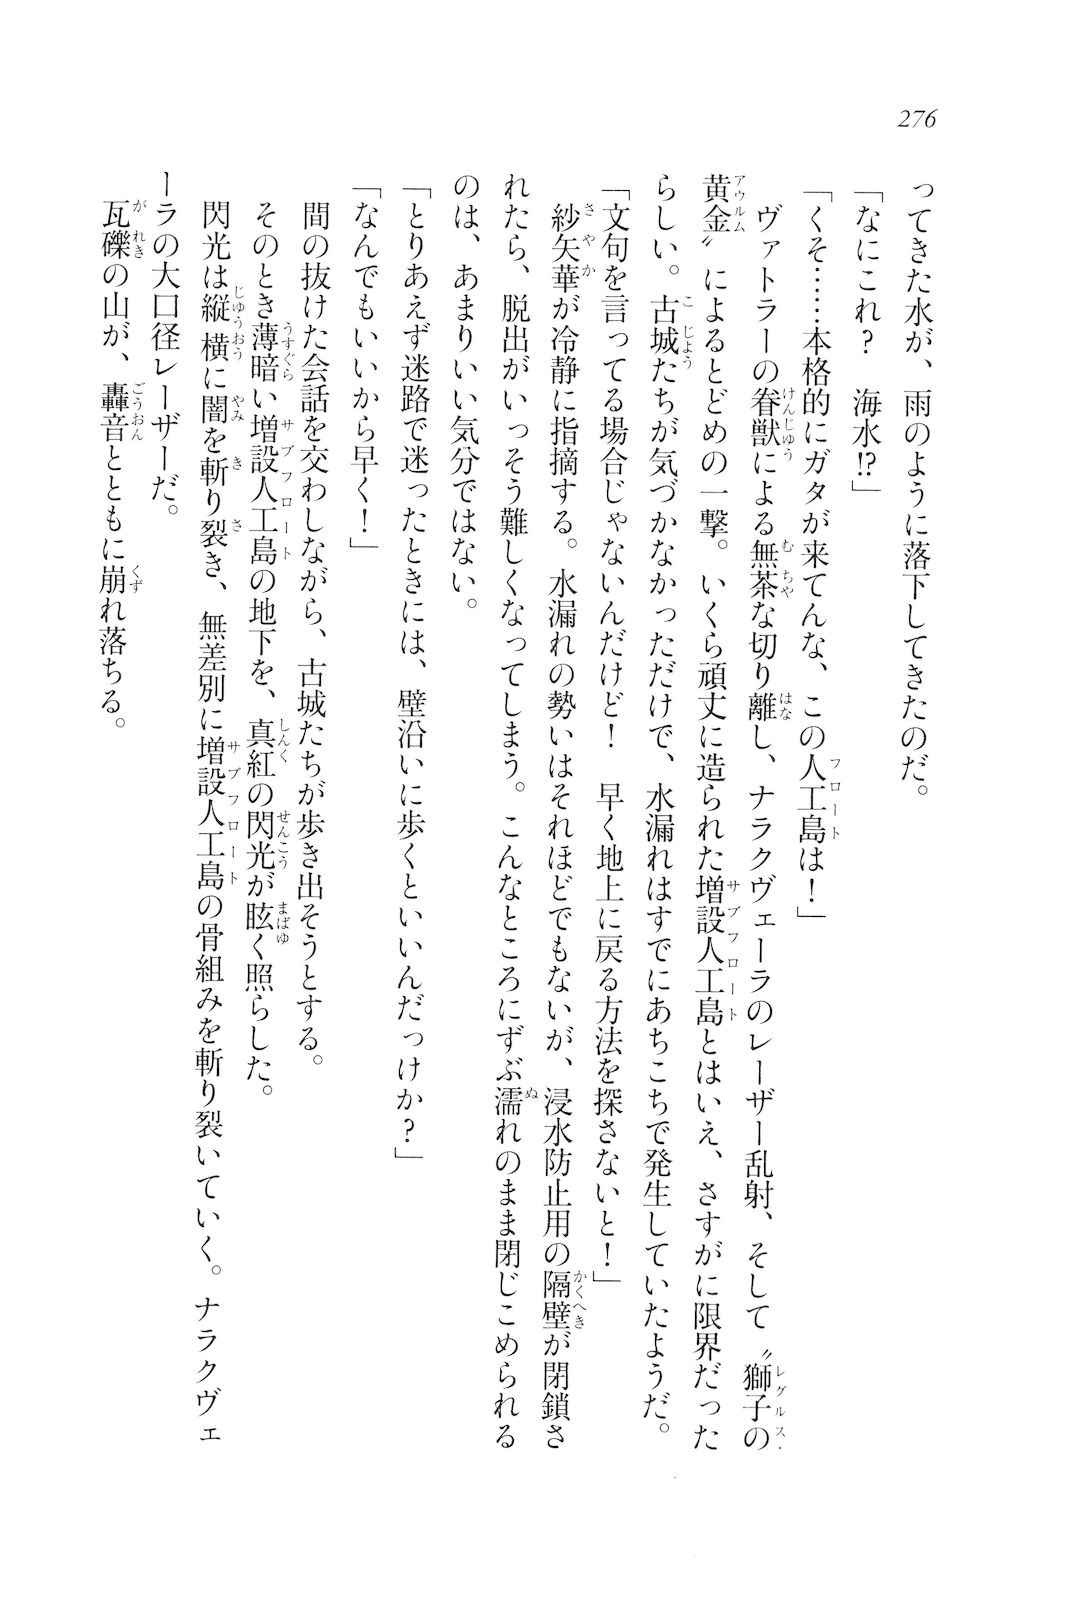 276
ってきた水が、雨のように落下してきたのだ。
「なにこれ？　海水!?」
「くそ……本格的にガタが来てんな、この人工島は！」
ヴァトラーの眷獣による無茶な切り離し、ナラクヴェーラのレーザー乱射、そして〝獅子の
黄金〟によるとどめの一撃。いくら頑丈に造られた増設人工島とはいえ、さすがに限界だった
らしい。古城たちが気づかなかっただけで、水漏れはすでにあちこちで発生していたようだ。
「文句を言ってる場合じゃないんだけど！　早く地上に戻る方法を探さないと！」
紗矢華が冷静に指摘する。水漏れの勢いはそれほどでもないが、浸水防止用の隔壁が閉鎖さ
れたら、脱出がいっそう難しくなってしまう。こんなところにずぶ濡れのまま閉じこめられる
のは、あまりいい気分ではない。
「とりあえず迷路で迷ったときには、壁沿いに歩くといいんだっけか？」
「なんでもいいから早く！」
間の抜けた会話を交わしながら、古城たちが歩き出そうとする。
そのとき薄暗い増設人工島の地下を、真紅の閃光が眩く照らした。
閃光は縦横に闇を斬り裂き、無差別に増設人工島の骨組みを斬り裂いていく。ナラクヴェ
ーラの大口径レーザーだ。
瓦礫の山が、轟音とともに崩れ落ちる。